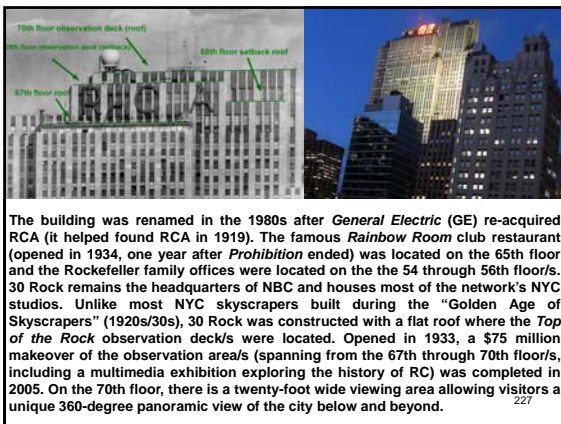 70th floor observation deck (roof)
69th floor observation deck (setback)
68th floor setback roof
67th floor roof
RCA
The building was renamed in the 1980s after General Electric (GE) re-acquired
RCA (it helped found RCA in 1919). The famous Rainbow Room club restaurant
(opened in 1934, one year after Prohibition ended) was located on the 65th floor
and the Rockefeller family offices were located on the the 54 through 56th floor/s.
30 Rock remains the headquarters of NBC and houses most of the network's NYC
studios. Unlike most NYC skyscrapers built during the “Golden Age of
Skyscrapers” (1920s/30s), 30 Rock was constructed with a flat roof where the Top
of the Rock observation deck/s were located. Opened in 1933, a $75 million
makeover of the observation area/s (spanning from the 67th through 70th floor/s,
including a multimedia exhibition exploring the history of RC) was completed in
2005. On the 70th floor, there is a twenty-foot wide viewing area allowing visitors a
unique 360-degree panoramic view of the city below and beyond.
227